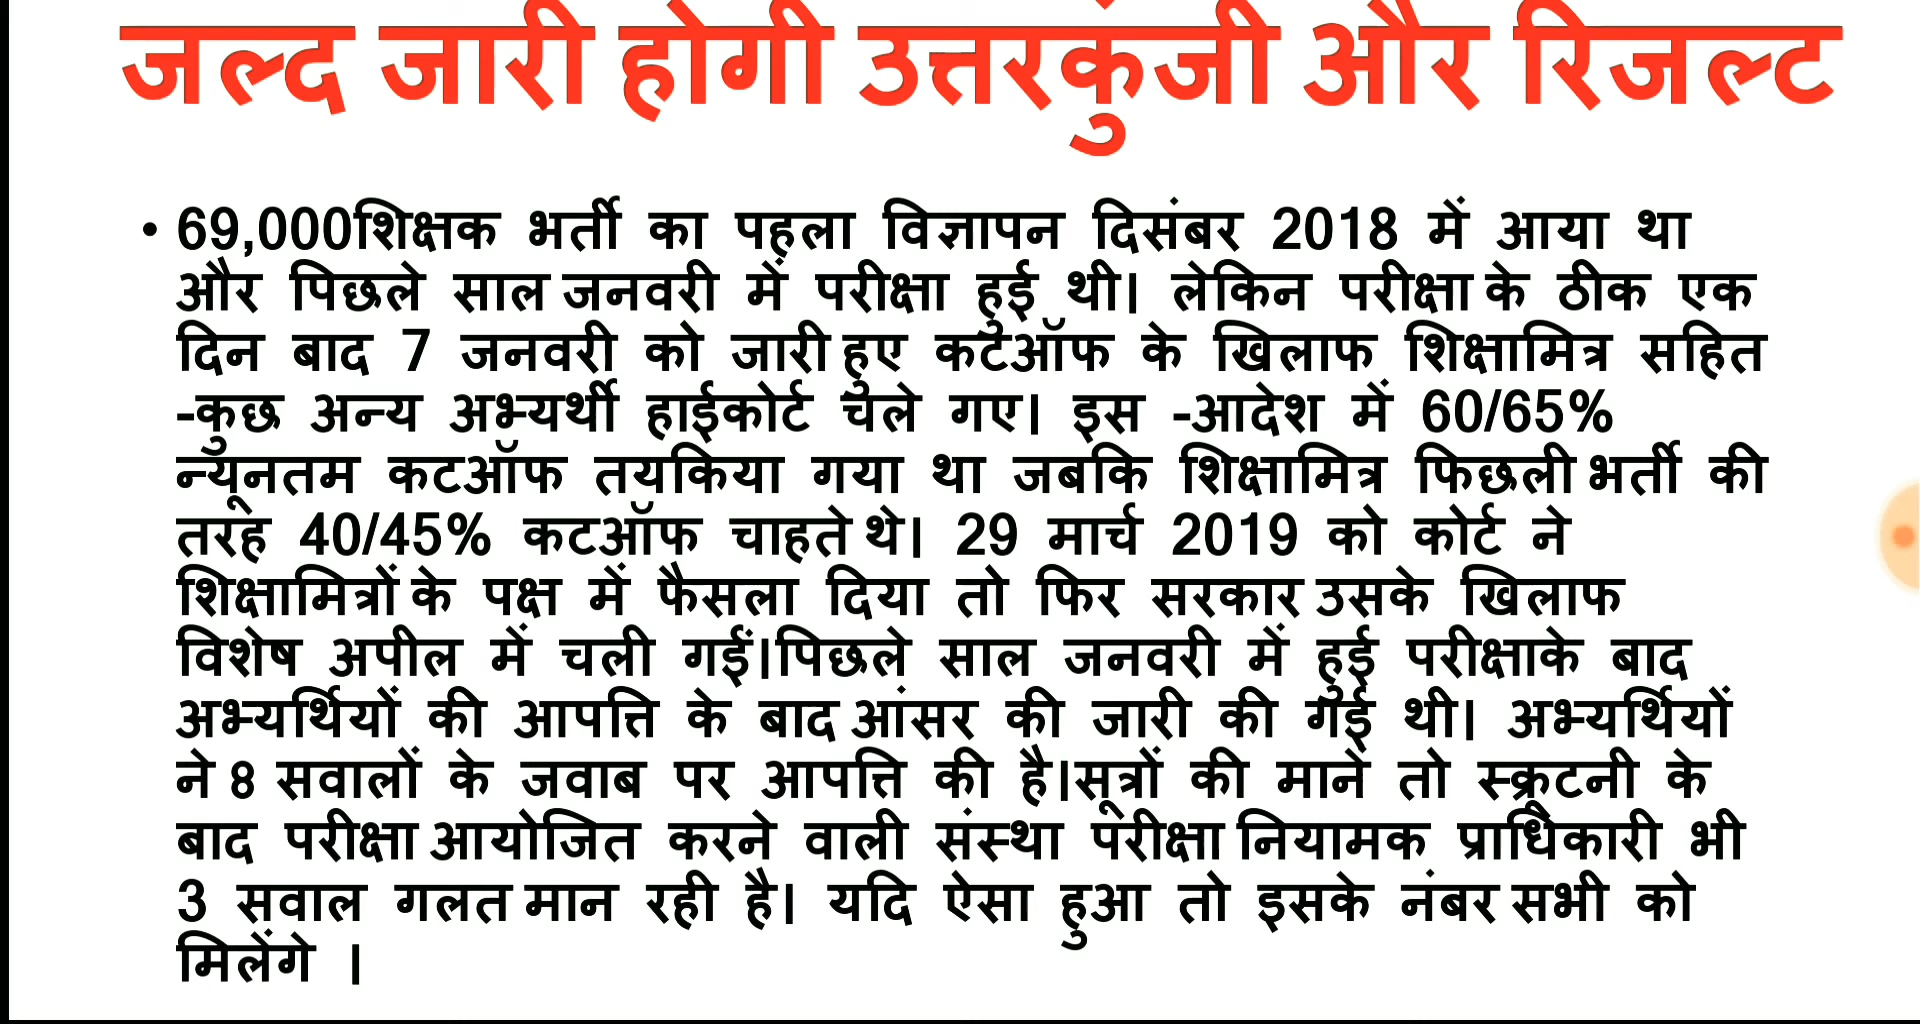 जल्द जारी होगी उत्तरकुंजी और रिजल्ट
• 69,000शिक्षक भर्ती का पहला विज्ञापन दिसंबर 2018 में आया था
और पिछले साल जनवरी में परीक्षा हुई थी। लेकिन परीक्षा के ठीक एक
दिन बाद 7 जनवरी को जारी हुए कटऑफ के खिलाफ शिक्षामित्र सहित
-कुछ अन्य अभ्यर्थी हाईकोर्ट चले गए। इस -आदेश में 60/65%
न्यूनतम कटऑफ तयकिया गया था जबकि शिक्षामित्र फिछली भर्ती की
तरह 40/45% कटऑफ चाहते थे। 29 मार्च 2019 को कोर्ट ने
शिक्षामित्रों के पक्ष में फैसला दिया तो फिर सरकार उसके खिलाफ
विशेष अपील में चली गईं।पिछले साल जनवरी में हुई परीक्षाके बाद
अभ्यर्थियों की आपत्ति के बाद आंसर की जारी की गई थी। अभ्यर्थियों
ने 8 सवालों के जवाब पर आपत्ति की है।सूत्रों की माने तो स्क्रूटनी के
बाद परीक्षा आयोजित करने वाली संस्था परीक्षा नियामक प्राधिकारी भी
3 सवाल गलत मान रही है। यदि ऐसा हुआ तो इसके नंबर सभी को
मिलेंगे ।